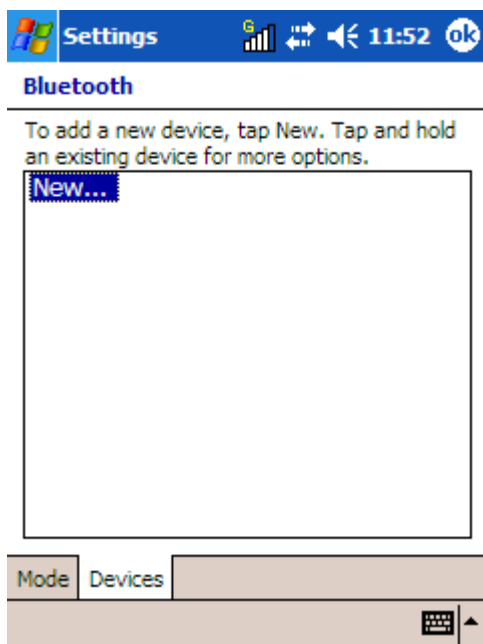 Settings G 11:52 ok
Bluetooth
To add a new device, tap New. Tap and hold
an existing device for more options.
New...
Mode Devices